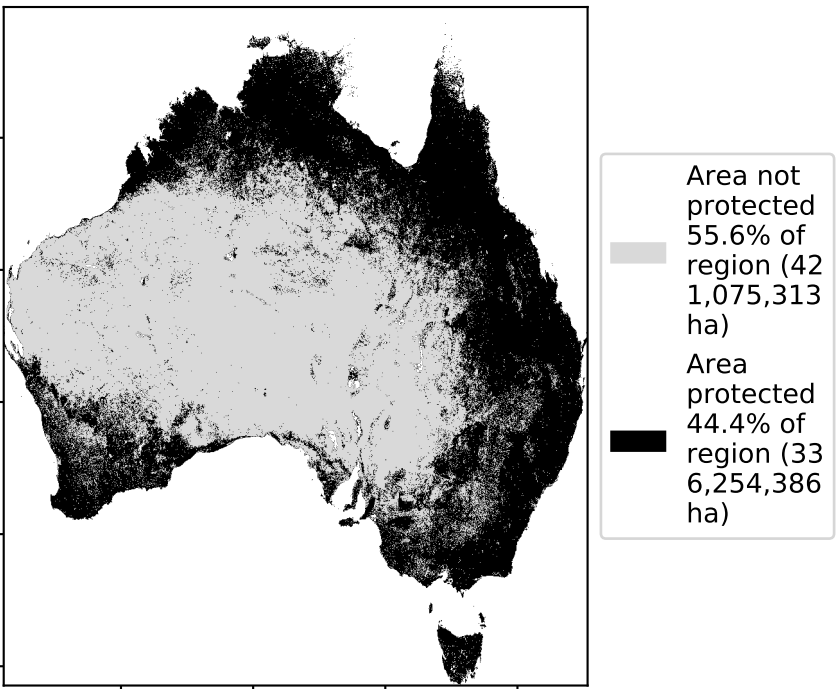 Area not
protected
55.6% of
region (42
1,075,313
ha)
Area
protected
44.4% of
region (33
6,254,386
ha)